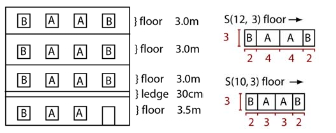 B A A B }floor 3.0m
B A A B }floor 3.0m
B A A B }floor 3.0m
}ledge 30cm
B A A }floor 3.5m
S(12, 3) floor →
3 B A A B
2 4 4 2
S(10,3) floor →
3 B A A B
2 3 3 2